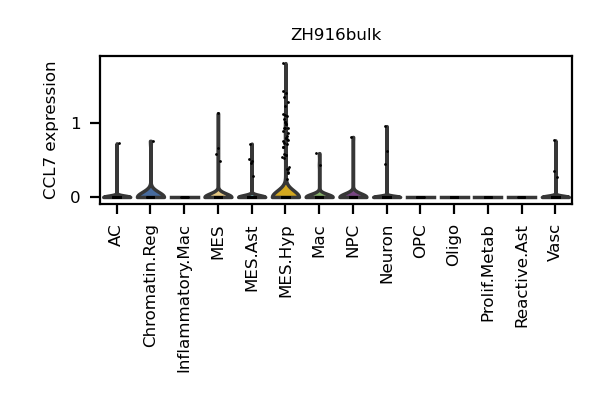 ZH916bulk
CCL7 expression
1
0
AC
Chromatin.Reg
Inflammatory.Mac
MES
MES.Ast
MES.Hyp
Mac
NPC
Neuron
OPC
Oligo
Prolif.Metab
Reactive.Ast
Vasc